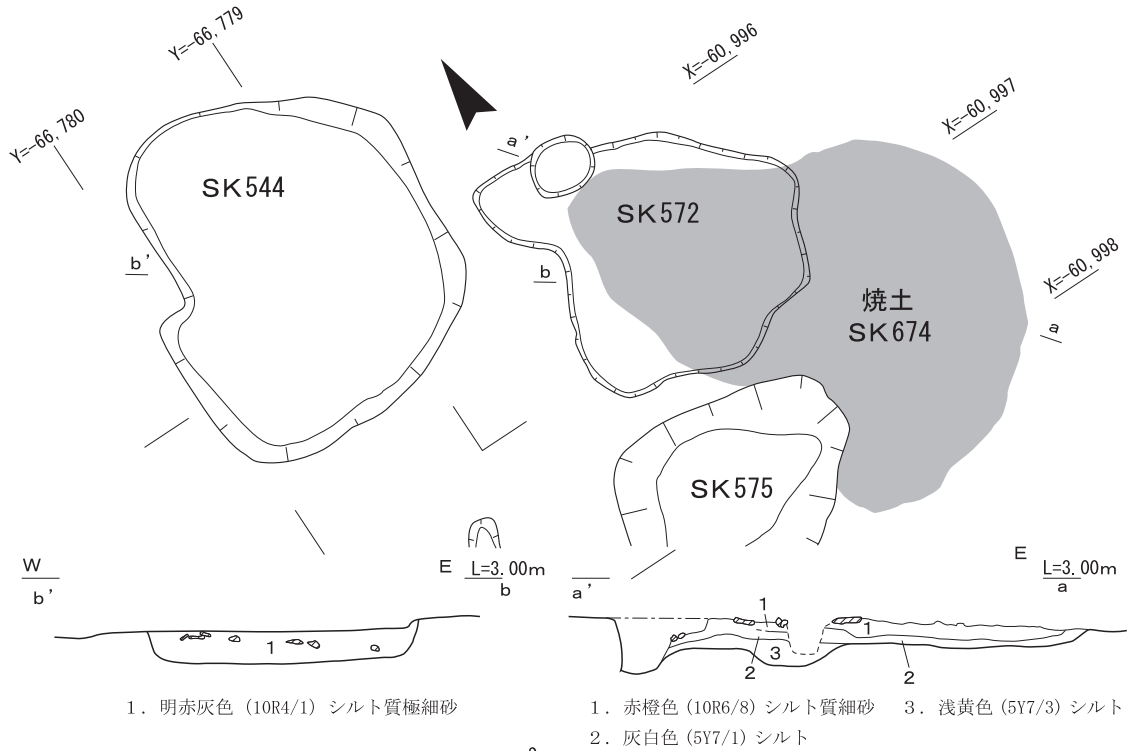 Y=-66,779
Y=-66,780
X=-60,996
X=-60,997
X=-60,998
SK544
a’
SK572
b’
b
焼土
SK674
a
SK575
W
b’
E L=3.00m
b
a’
E L=3.00m
a
1
1
1
2
3
2
1．明赤灰色 (10R4/1) シルト質極細砂
1．赤橙色 (10R6/8) シルト質細砂 3．浅黄色 (5Y7/3) シルト
2．灰白色 (5Y7/1) シルト